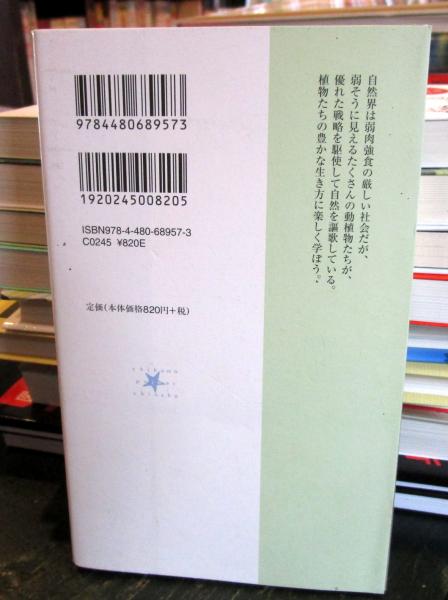 自然界は弱肉強食の厳しい社会だが、
弱そうに見えるたくさんの動植物たちが、
優れた戦略を駆使して自然を謳歌している。
植物たちの豊かな生き方に楽しく学ぼう。
9784480689573
1920245008205
ISBN978-4-480-68957-3
C0245 ¥820E
定価(本体価格820円+税)
chikuma
primer
shinsho